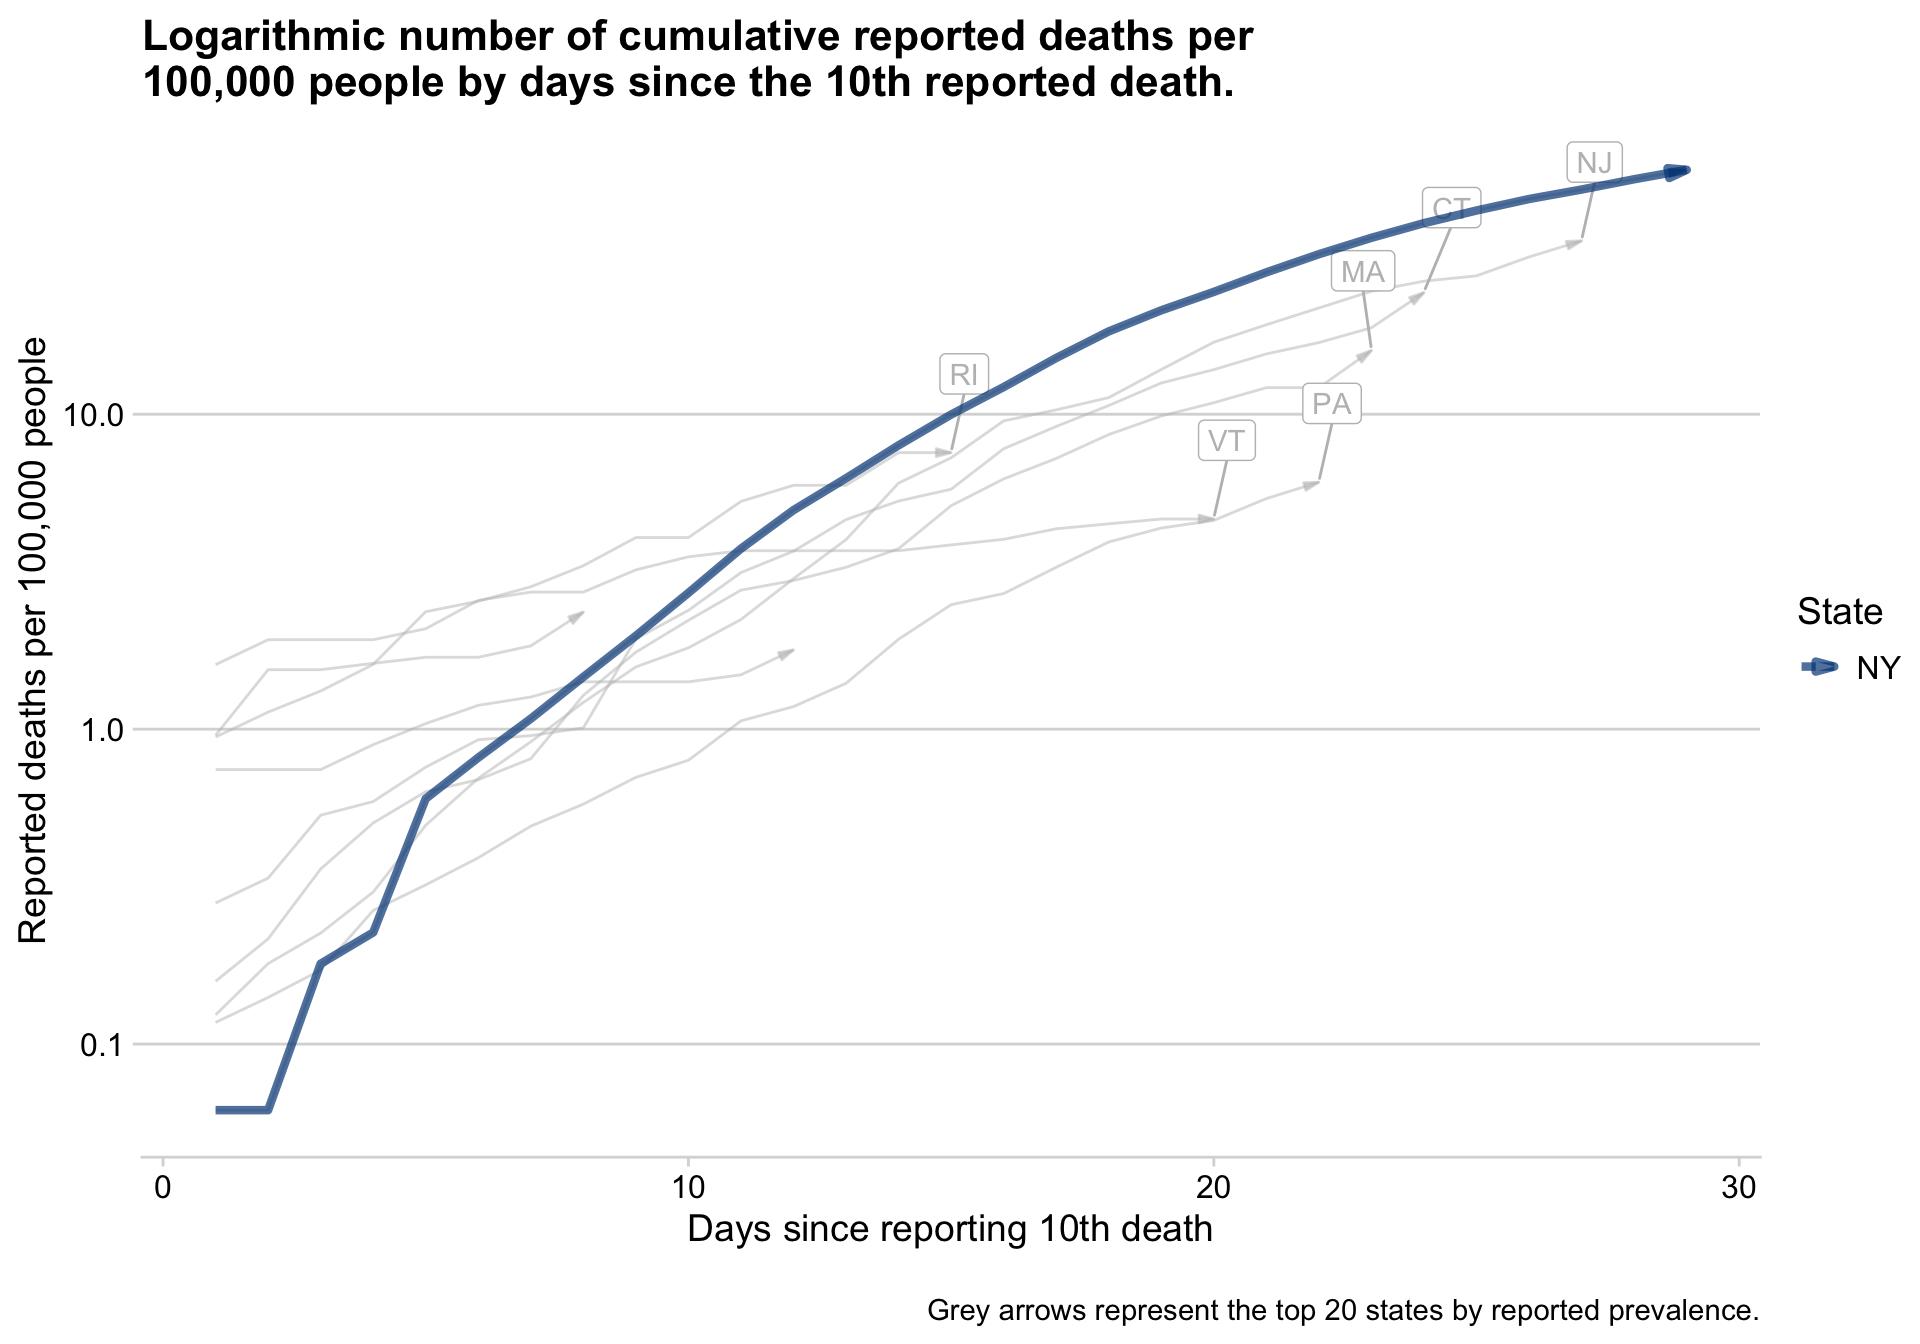 Logarithmic number of cumulative reported deaths per
100,000 people by days since the 10th reported death.
Reported deaths per 100,000 people
10.0
1.0
0.1
NJ
CT
MA
RI
PA
VT
State
NY
0
10
20
30
Days since reporting 10th death
Grey arrows represent the top 20 states by reported prevalence.